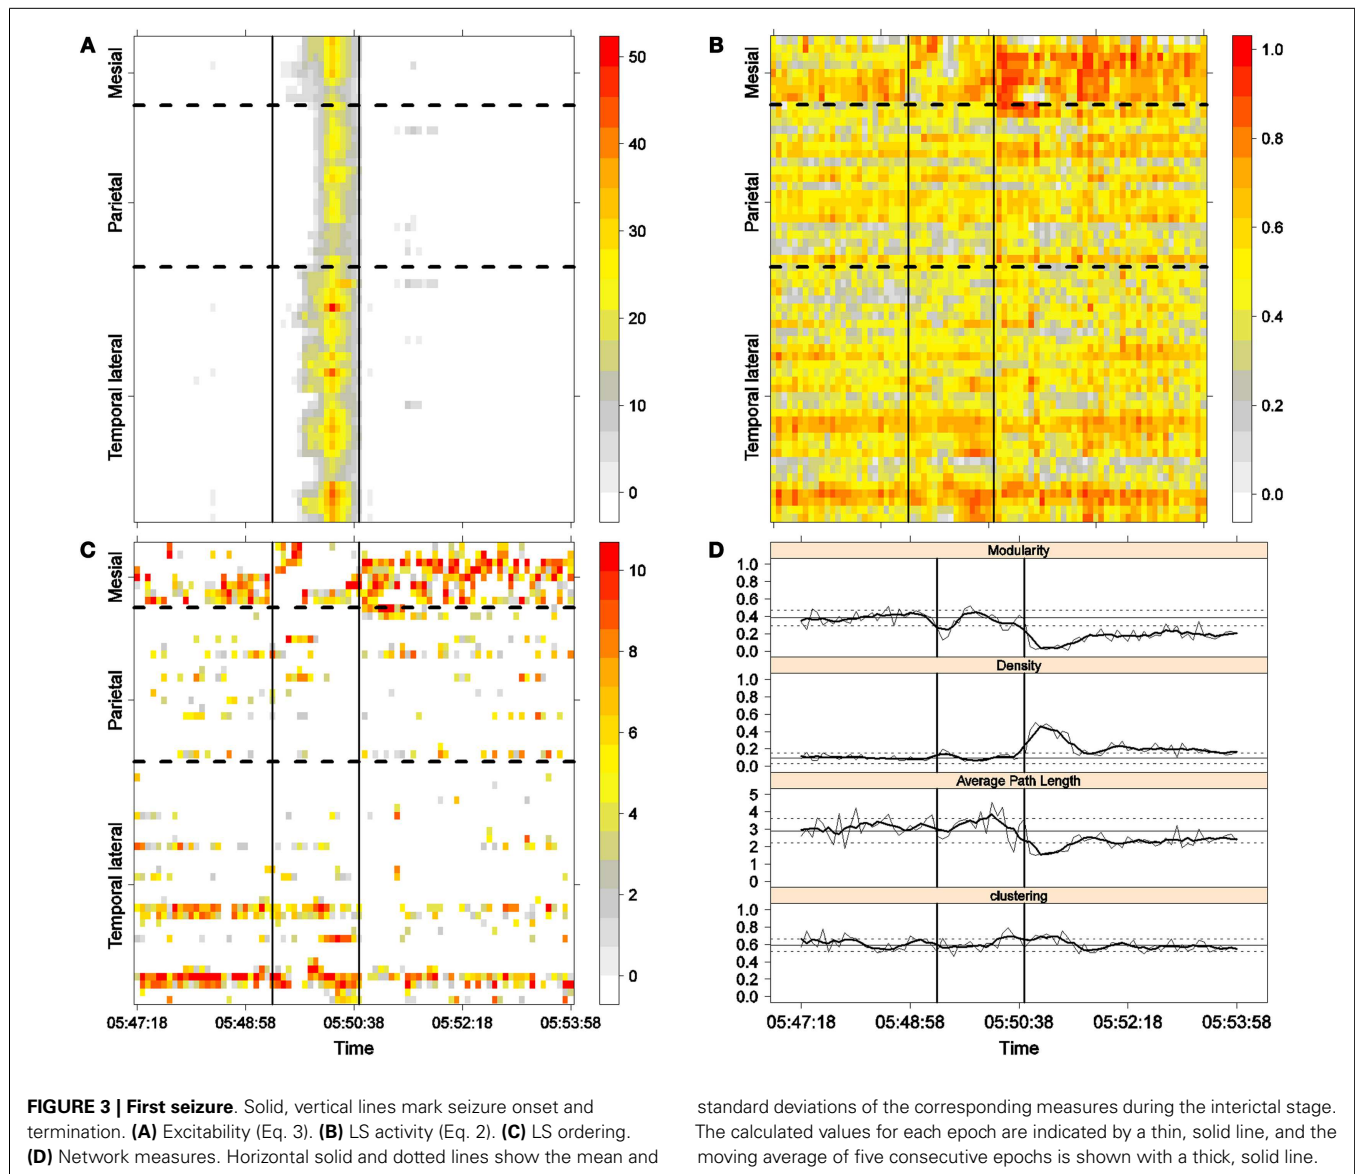 A
Mesial
Parietal
Temporal lateral
50
40
30
20
10
0
B
Mesial
Parietal
Temporal lateral
1.0
0.8
0.6
0.4
0.2
0.0
C
Mesial
Parietal
Temporal lateral
05:47:18 05:48:58 05:50:38 05:52:18 05:53:58
Time
10
8
6
4
2
0
D
Modularity
1.0
0.8
0.6
0.4
0.2
0.0
Density
1.0
0.8
0.6
0.4
0.2
0.0
Average Path Length
5
4
3
2
1
0
clustering
1.0
0.8
0.6
0.4
0.2
0.0
05:47:18 05:48:58 05:50:38 05:52:18 05:53:58
Time
FIGURE 3 | First seizure. Solid, vertical lines mark seizure onset and
termination. (A) Excitability (Eq. 3). (B) LS activity (Eq. 2). (C) LS ordering.
(D) Network measures. Horizontal solid and dotted lines show the mean and
standard deviations of the corresponding measures during the interictal stage.
The calculated values for each epoch are indicated by a thin, solid line, and the
moving average of five consecutive epochs is shown with a thick, solid line.